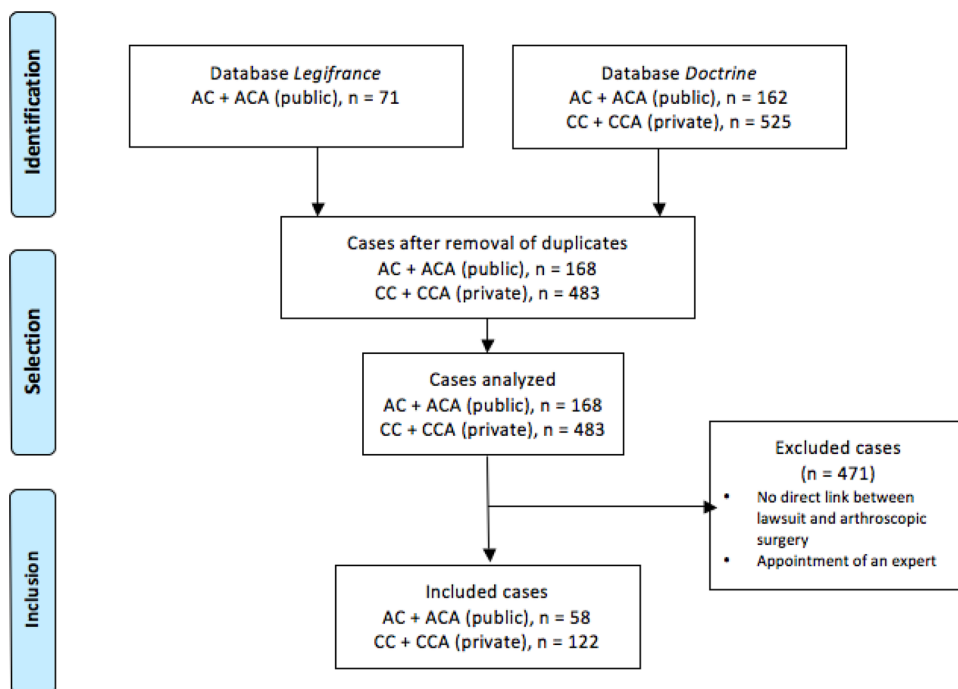 Identification
Database Legifrance
AC + ACA (public), n = 71
Database Doctrine
AC + ACA (public), n = 162
CC + CCA (private), n = 525
Cases after removal of duplicates
AC + ACA (public), n = 168
CC + CCA (private), n = 483
Selection
Cases analyzed
AC + ACA (public), n = 168
CC + CCA (private), n = 483
Excluded cases
(n = 471)
• No direct link between
lawsuit and arthroscopic
surgery
• Appointment of an expert
Inclusion
Included cases
AC + ACA (public), n = 58
CC + CCA (private), n = 122